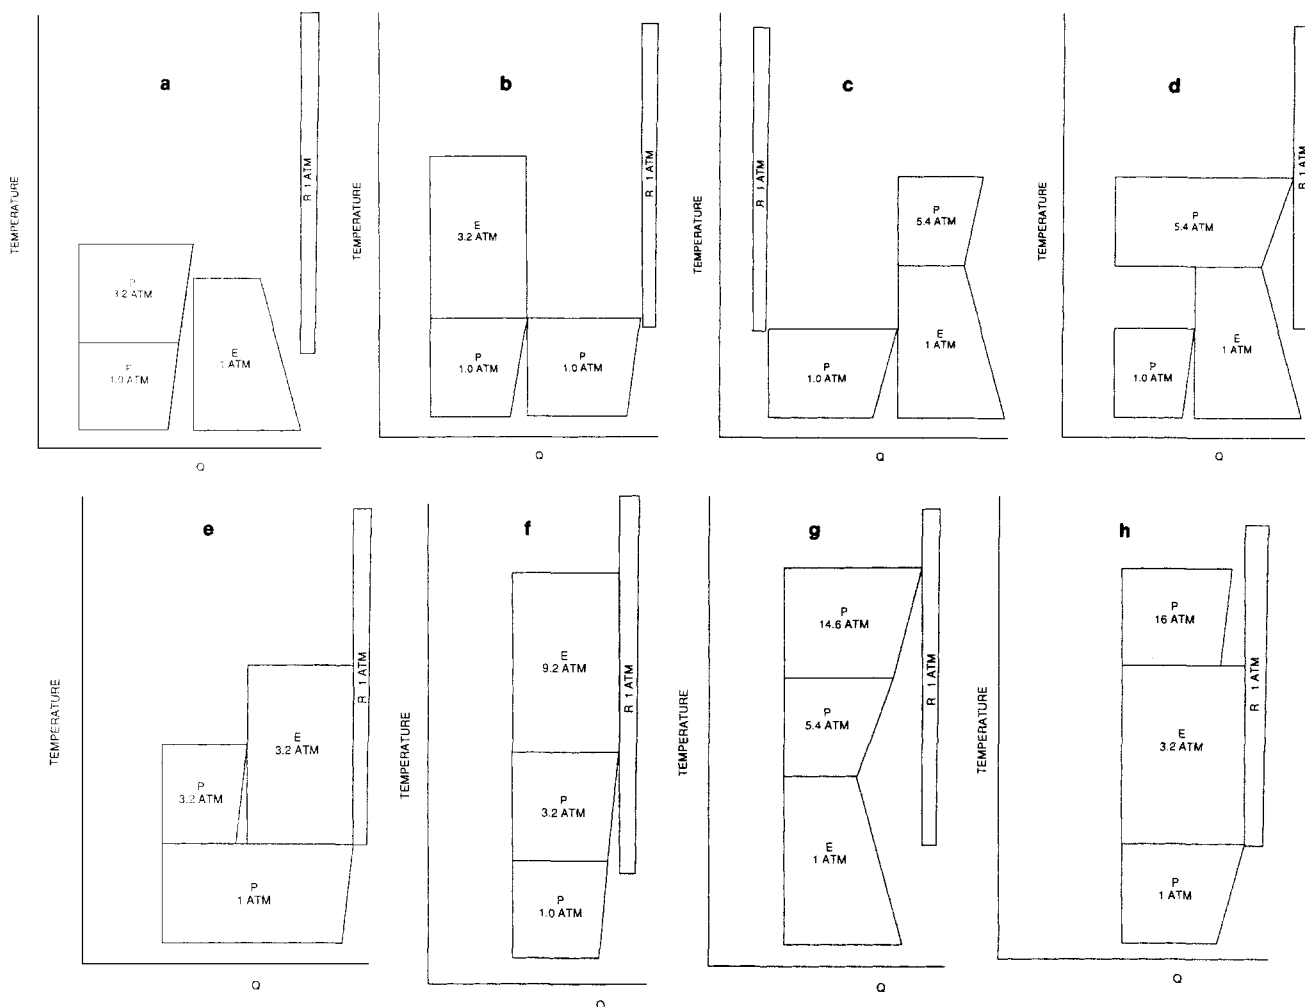 a
TEMPERATURE
P
3.2 ATM
P
1.0 ATM
E
1 ATM
R 1 ATM
Q
b
TEMPERATURE
E
3.2 ATM
P
1.0 ATM
P
1.0 ATM
R 1 ATM
Q
c
TEMPERATURE
R 1 ATM
P
5.4 ATM
E
1 ATM
P
1.0 ATM
Q
d
TEMPERATURE
P
5.4 ATM
P
1.0 ATM
E
1 ATM
R 1 ATM
Q
e
TEMPERATURE
P
3.2 ATM
E
3.2 ATM
P
1 ATM
R 1 ATM
Q
f
TEMPERATURE
E
9.2 ATM
P
3.2 ATM
P
1.0 ATM
R 1 ATM
Q
g
TEMPERATURE
P
14.6 ATM
P
5.4 ATM
E
1 ATM
R 1 ATM
Q
h
TEMPERATURE
P
16 ATM
E
3.2 ATM
P
1 ATM
R 1 ATM
Q